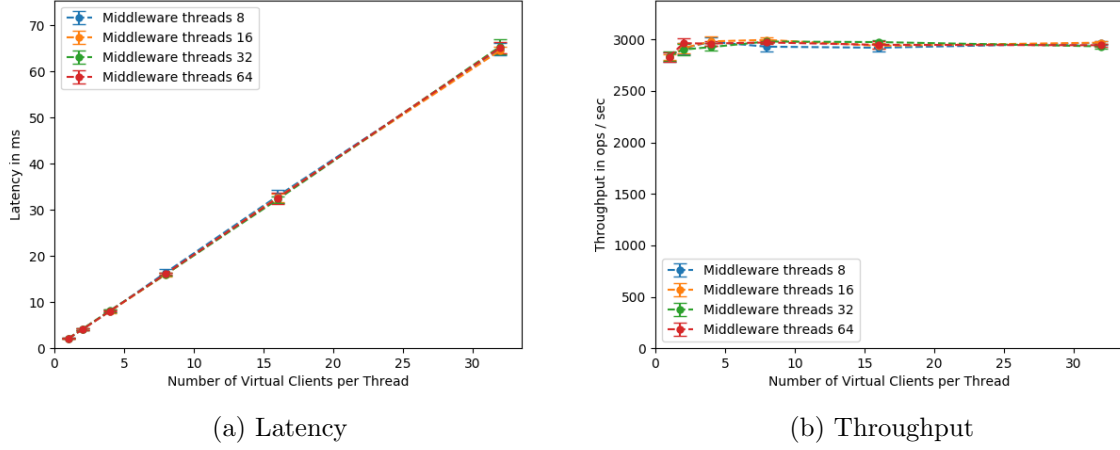 70
60
50
40
30
20
10
0
Latency in ms
Middleware threads 8
Middleware threads 16
Middleware threads 32
Middleware threads 64
0 5 10 15 20 25 30
Number of Virtual Clients per Thread
(a) Latency
3000
2500
2000
1500
1000
500
0
Throughput in ops / sec
Middleware threads 8
Middleware threads 16
Middleware threads 32
Middleware threads 64
0 5 10 15 20 25 30
Number of Virtual Clients per Thread
(b) Throughput